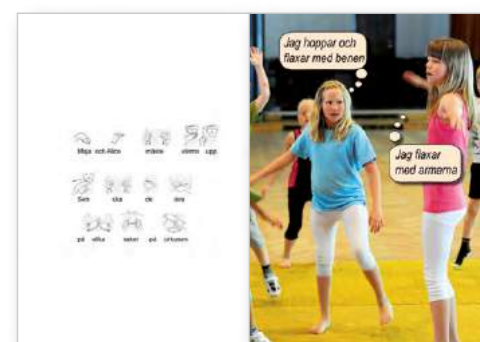 och Alice måste värma upp.
Sen ska de öva
på olika saker på cirkusen
Jag hoppar och
flaxar med benen
Jag flaxar
med armarna